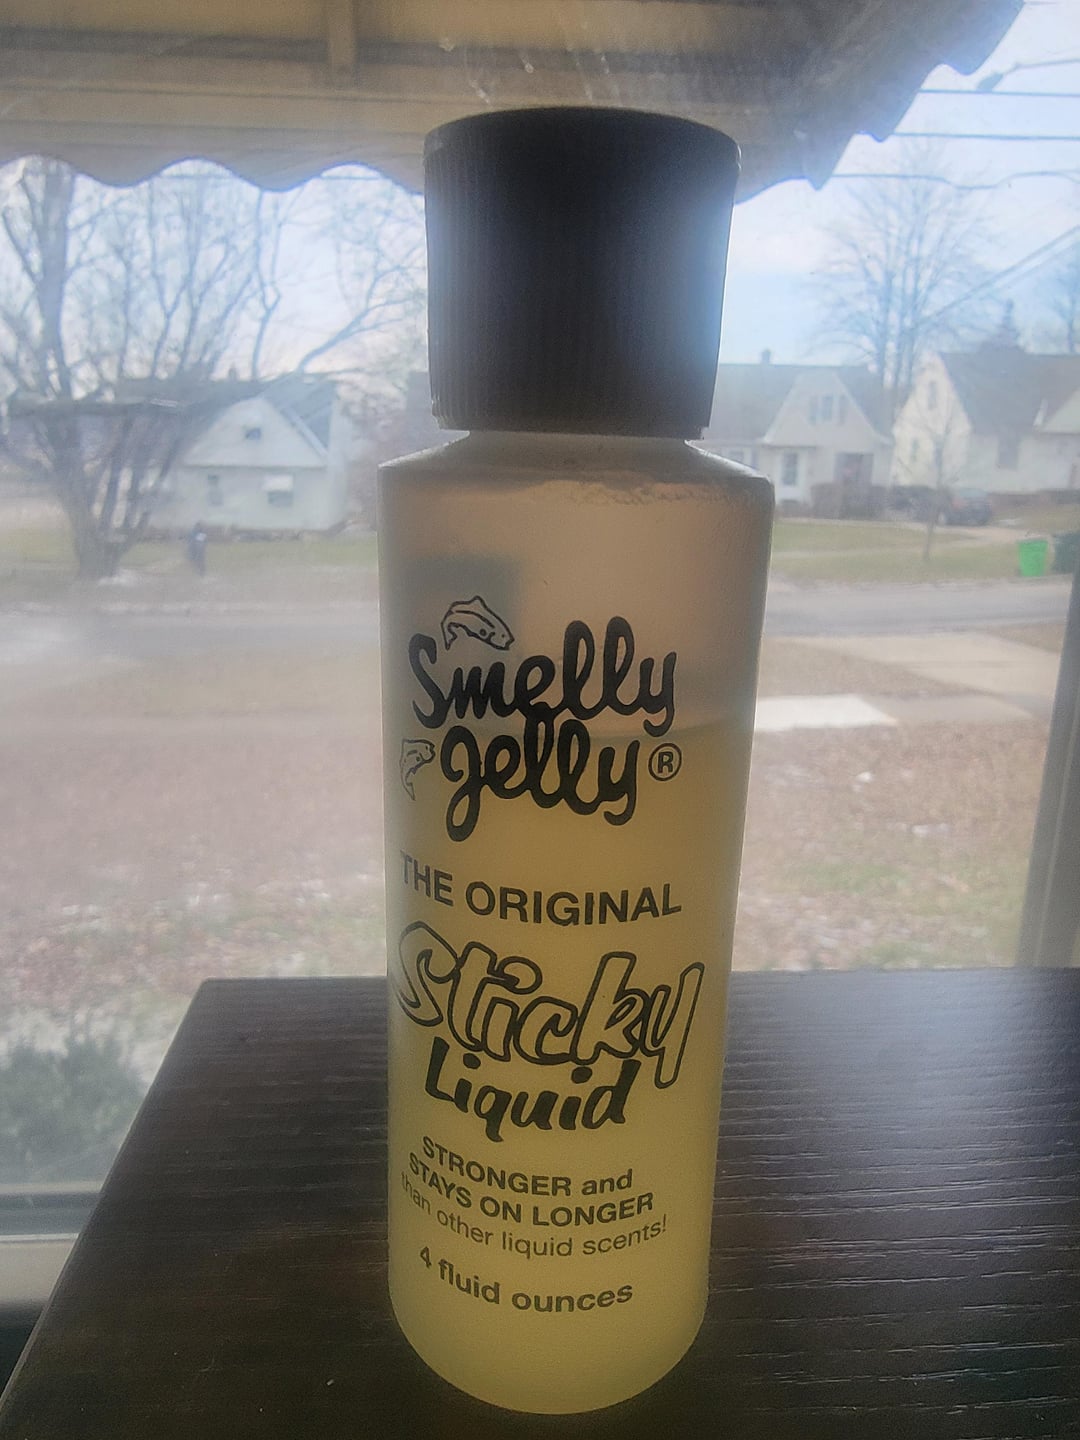 Smelly
Jelly®
THE ORIGINAL
Sticky
Liquid
STRONGER and
STAYS ON LONGER
than other liquid scents!
4 fluid ounces